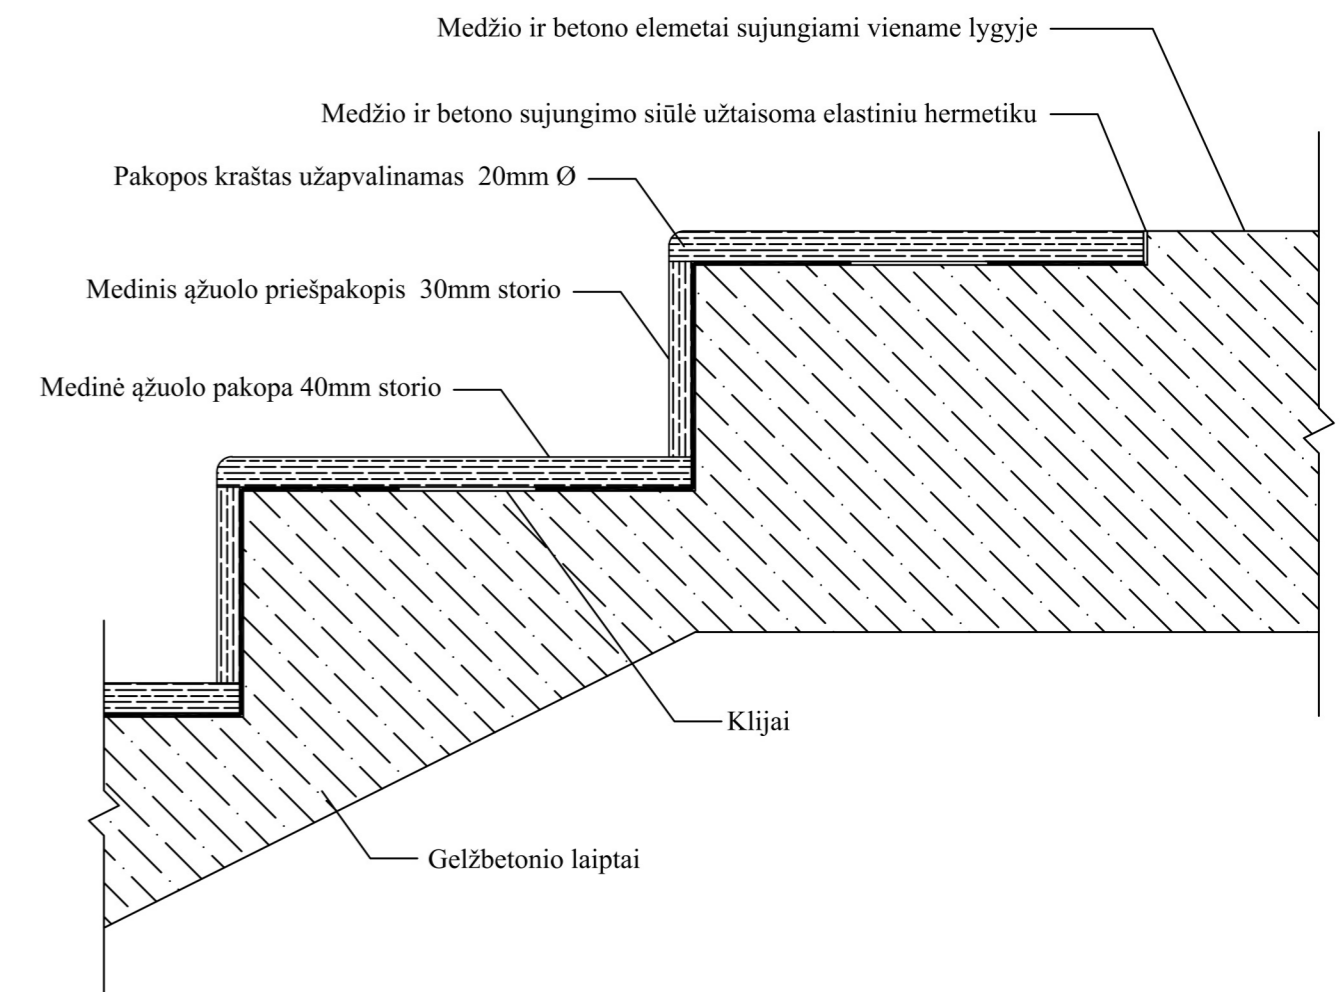 Medžio ir betono elemetai sujungiami viename lygyje
Medžio ir betono sujungimo siūlė užtaisoma elastiniu hermetiku
Pakopos kraštas užapvalinamas 20mm Ø
Medinis ąžuolo priešpakopis 30mm storio
Medinė ąžuolo pakopa 40mm storio
Klijai
Gelžbetonio laiptai